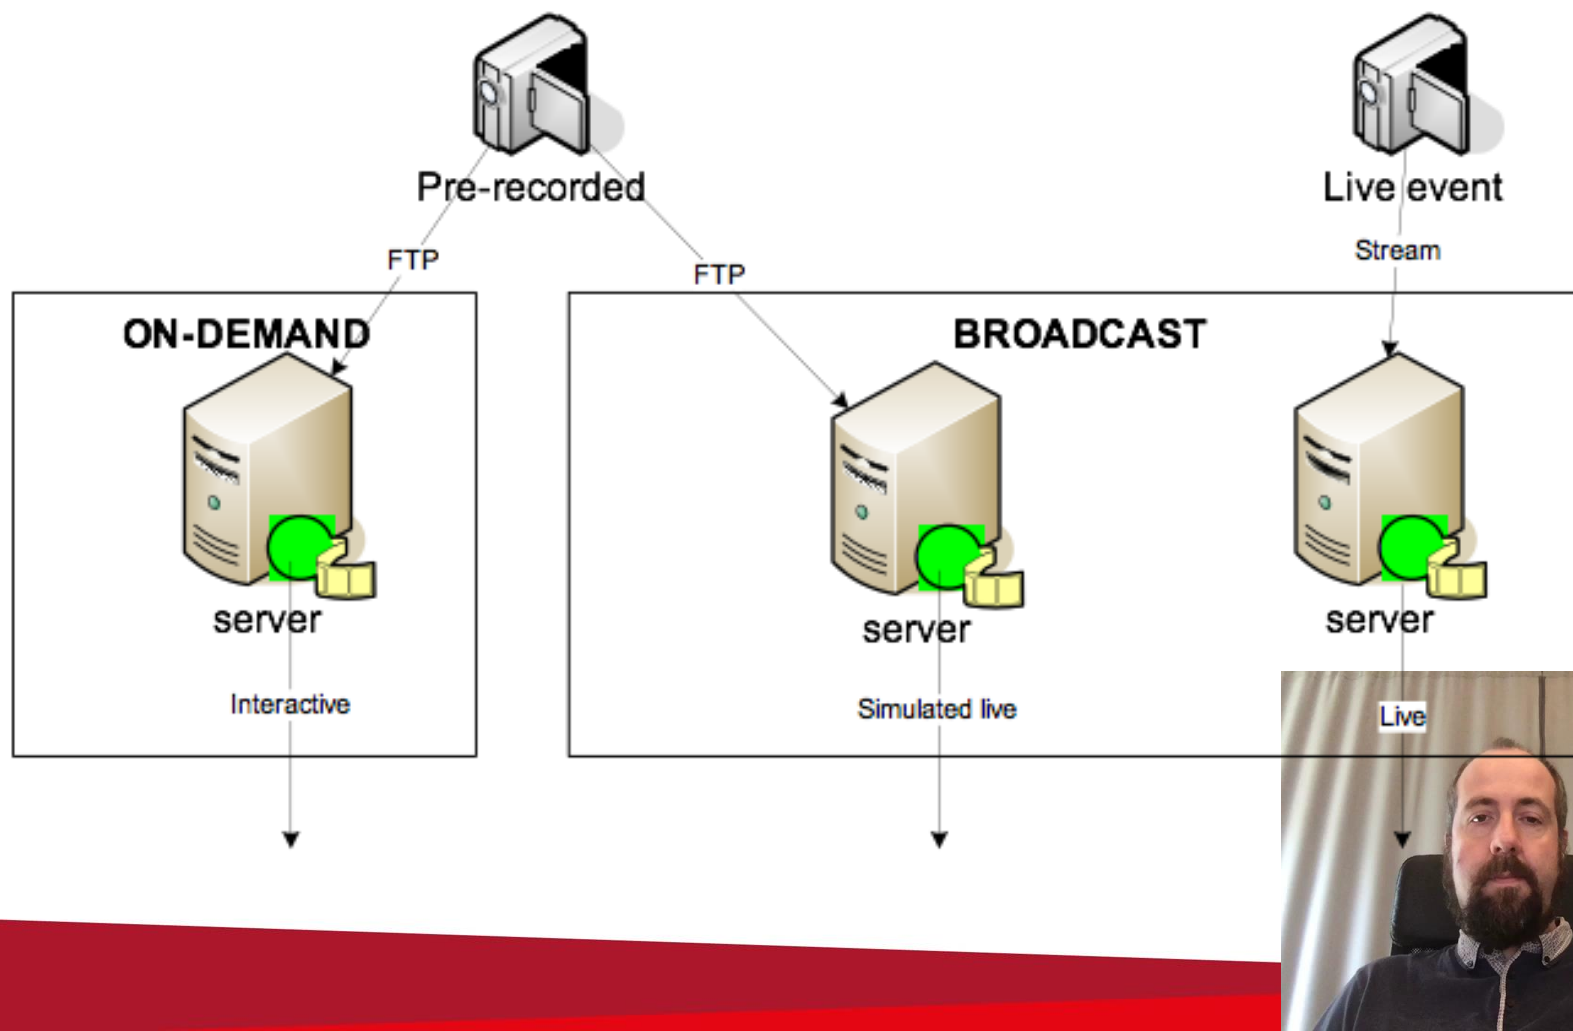 Pre-recorded
Live event
FTP
FTP
Stream
ON-DEMAND
BROADCAST
server
server
server
Interactive
Simulated live
Live